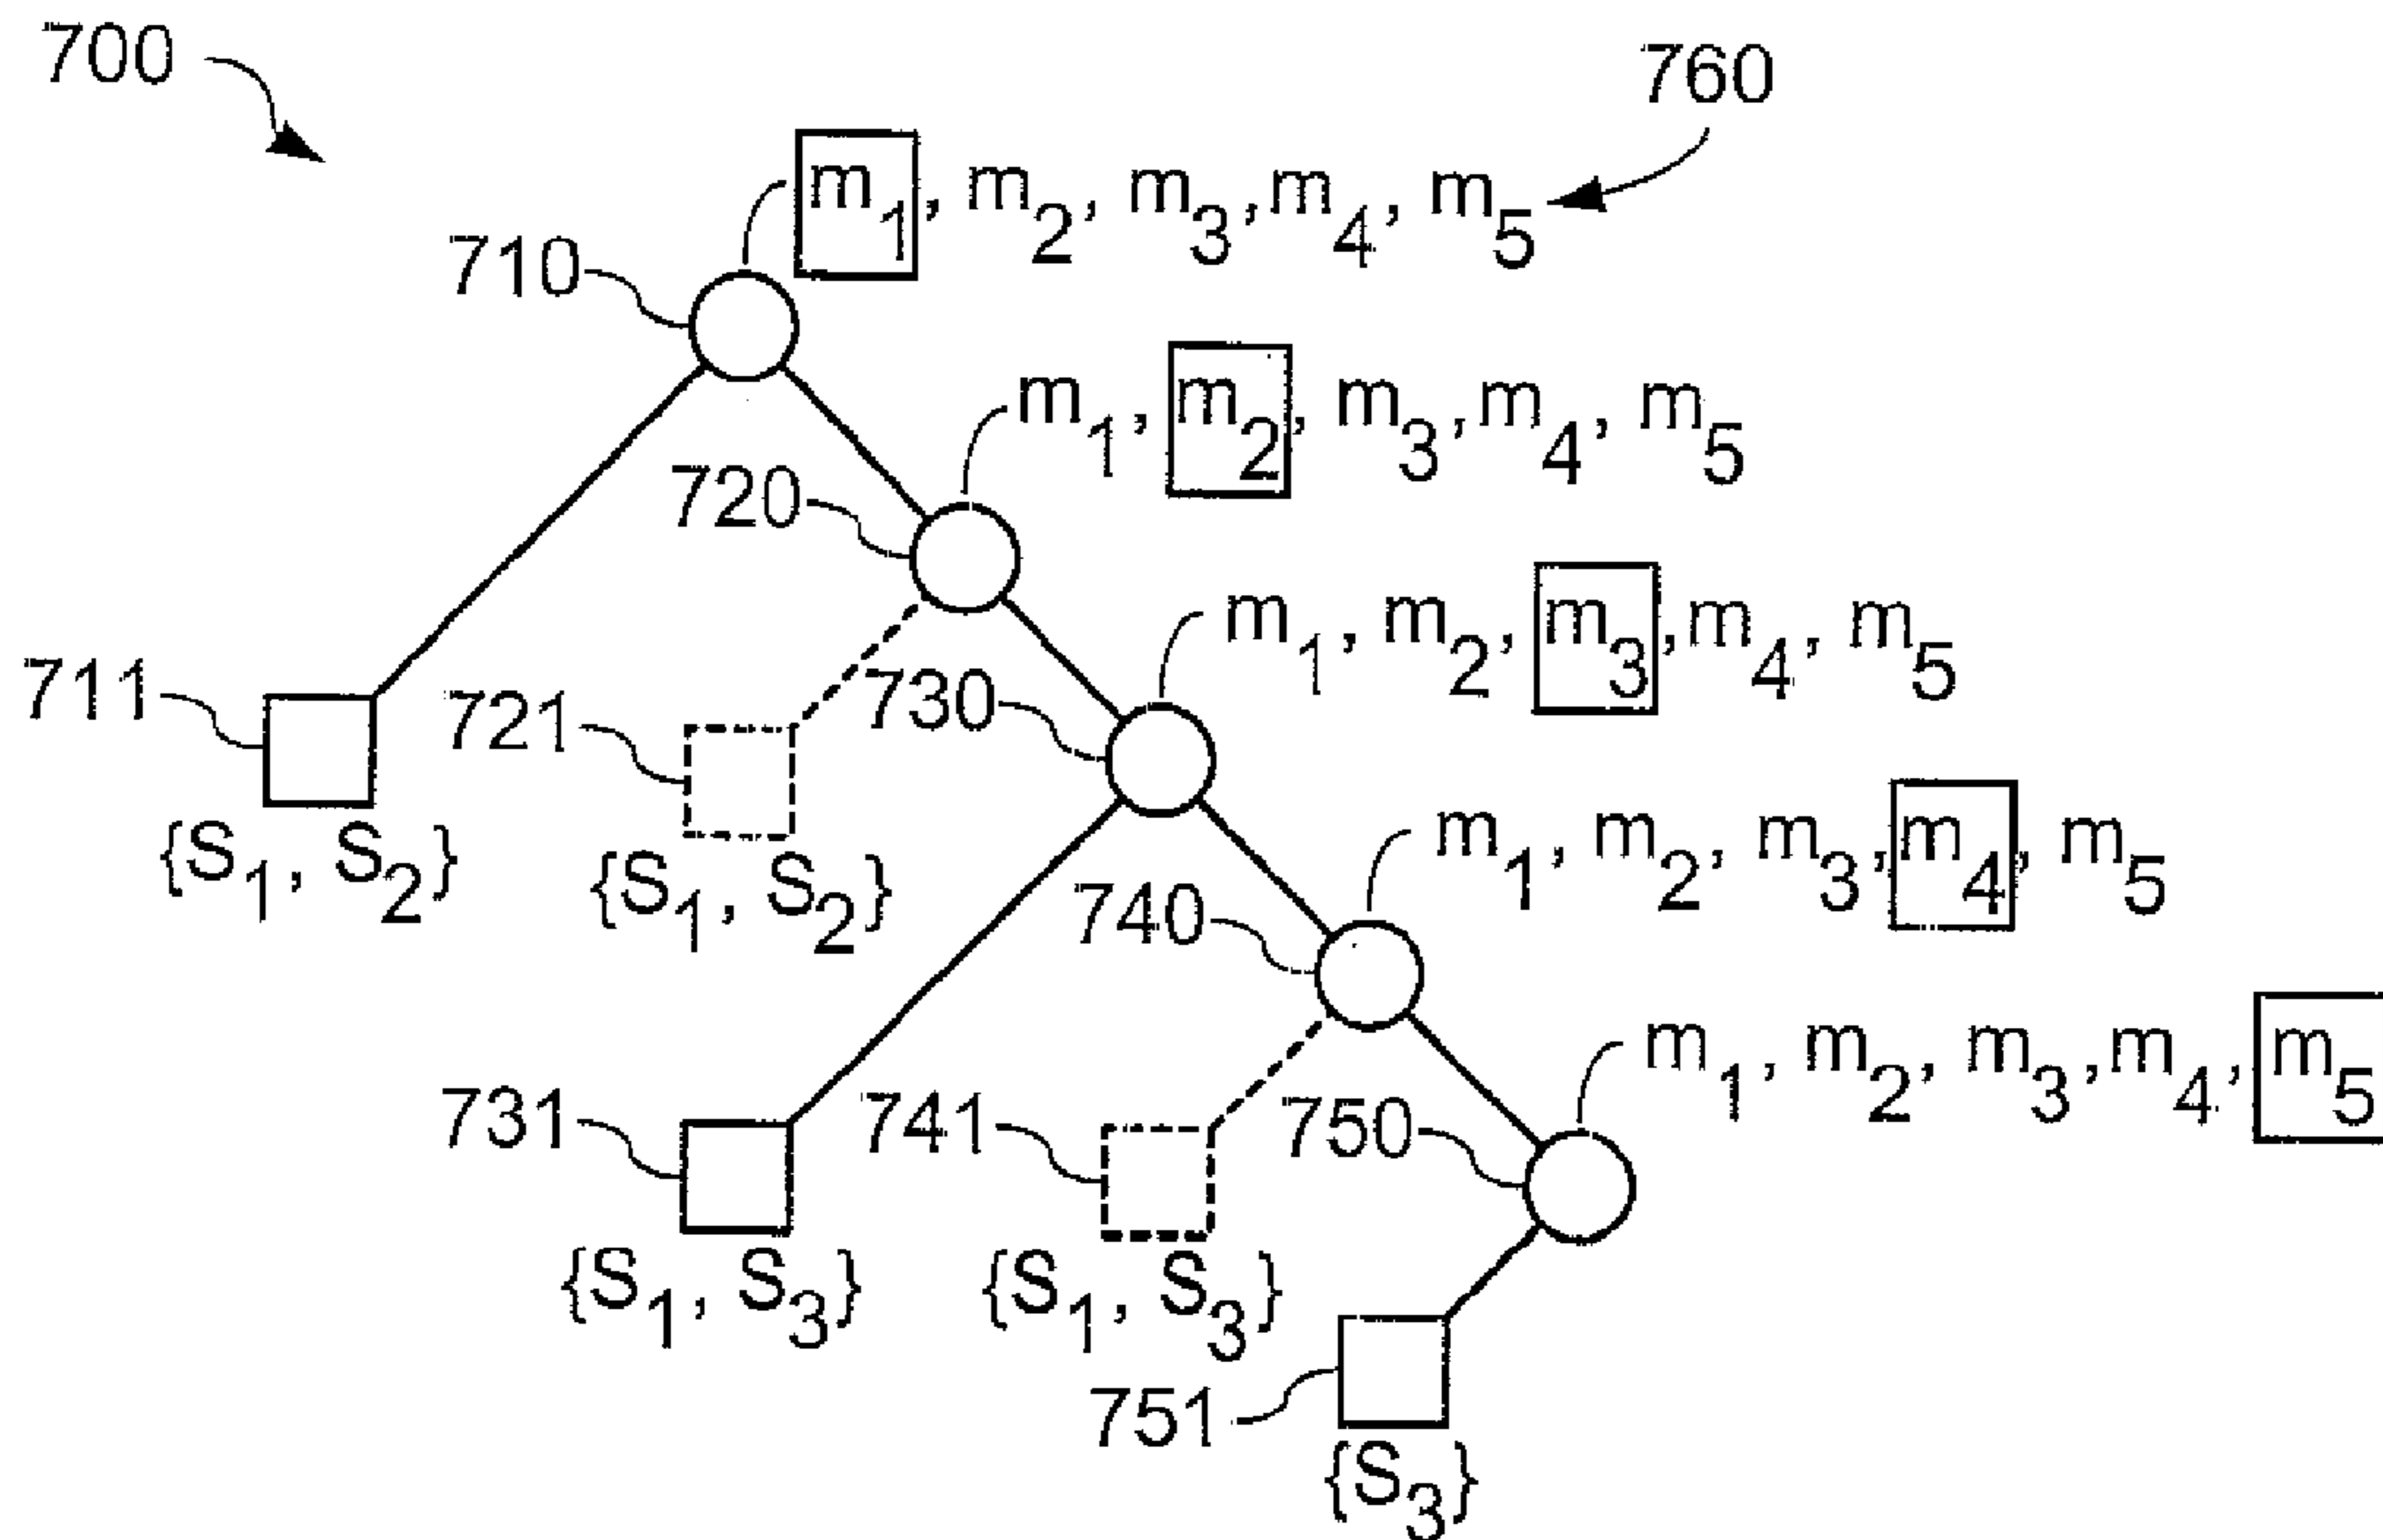 700
760
m1, m2, m3, m4, m5
710
m1, m2, m3, m4, m5
720
m1, m2, m3, m4, m5
711
721
730
m1, m2, m3, m4, m5
{S1, S2}
{S1, S2}
740
m1, m2, m3, m4, m5
731
741
750
{S1, S3}
{S1, S3}
751
{S3}